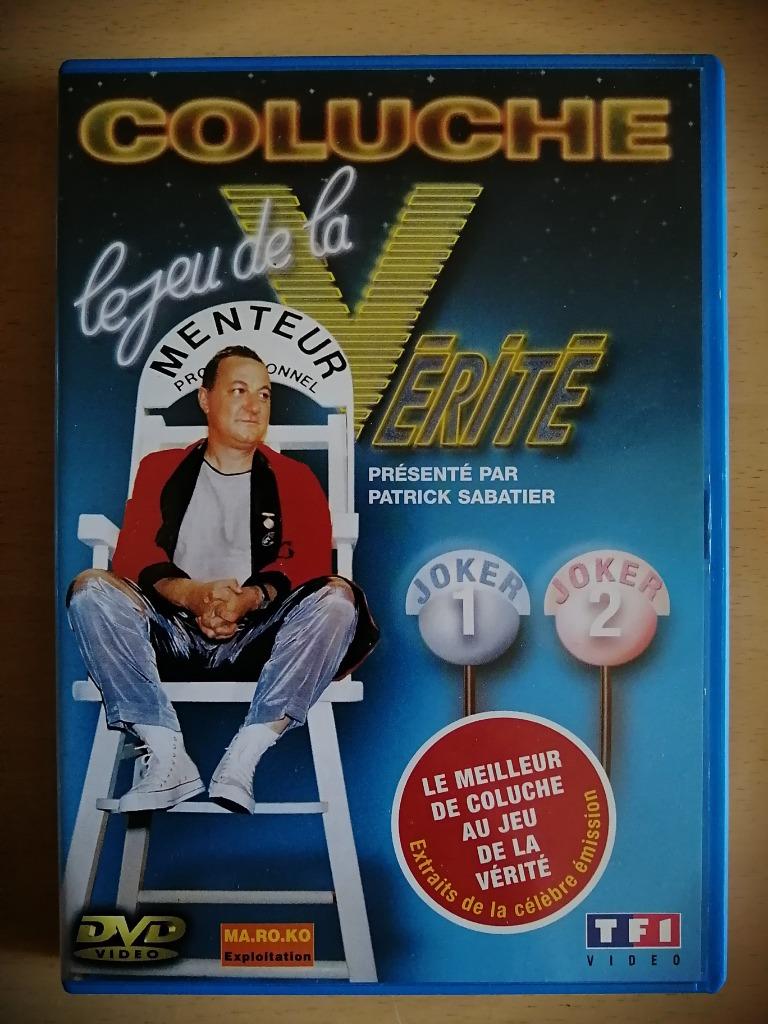 COLUCHE
le jeu de la
VÉRITÉ
MENTEUR
PRO ONNEL
PRÉSENTÉ PAR
PATRICK SABATIER
JOKER
1
JOKER
2
LE MEILLEUR
DE COLUCHE
AU JEU
DE LA
VÉRITÉ
Extraits de la célèbre émission
DVD
VIDEO
MA.RO.KO
Exploitation
TF1
VIDEO